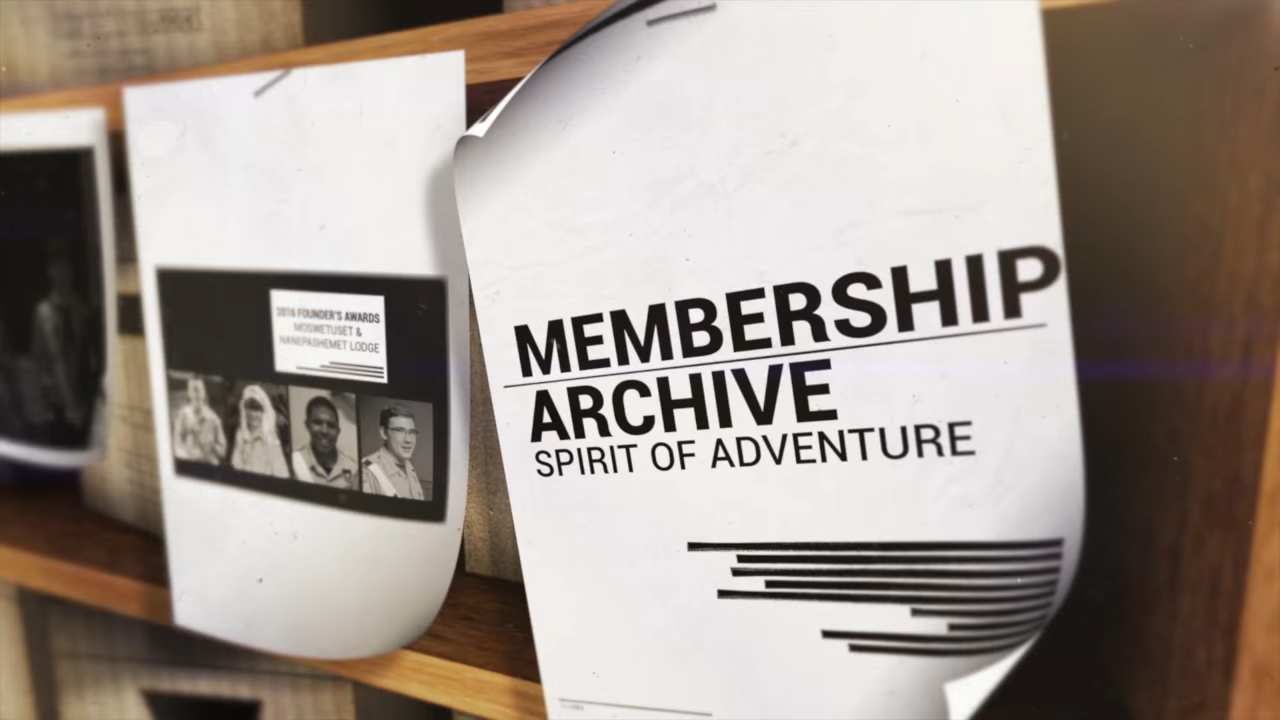 2016 FOUNDER'S AWARDS
MOSWETUSET &
NANEPASHEMET LODGE
MEMBERSHIP
ARCHIVE
SPIRIT OF ADVENTURE